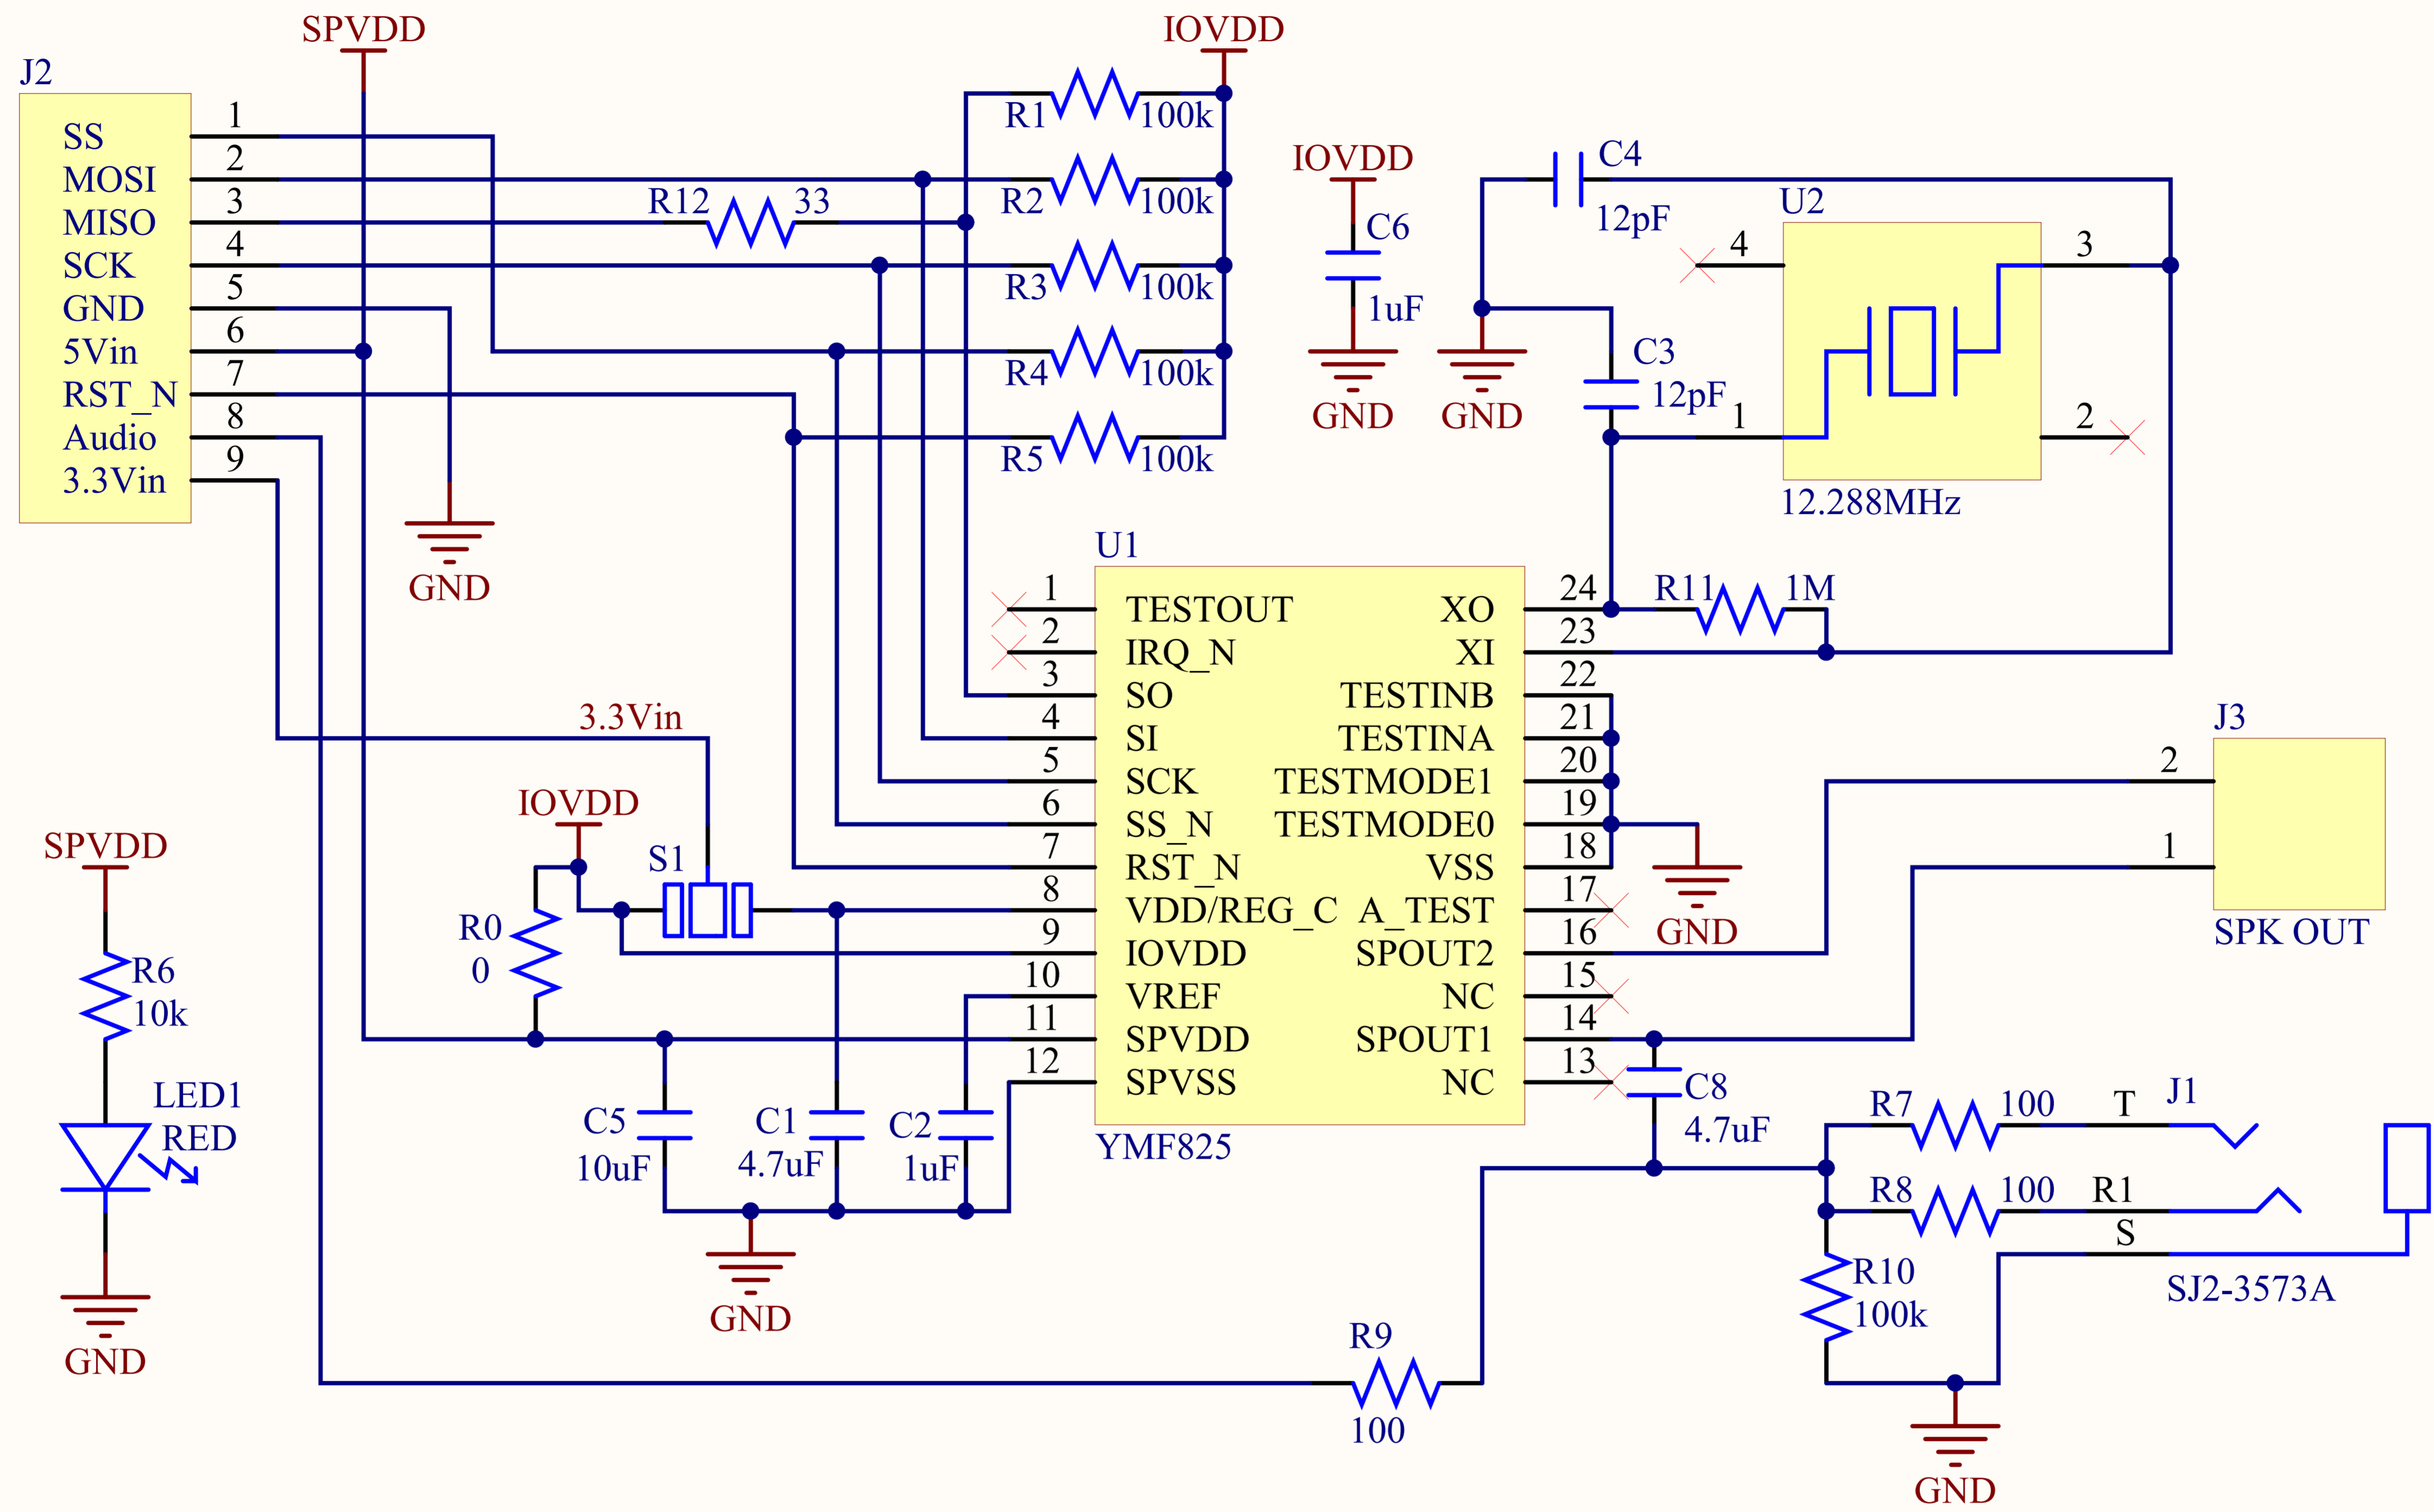 SPVDD
IOVDD
J2
SS 1
MOSI 2
MISO 3
SCK 4
GND 5
5Vin 6
RST_N 7
Audio 8
3.3Vin 9
GND
R12 33
R1 100k
R2 100k
R3 100k
R4 100k
R5 100k
IOVDD
C6
1uF
GND
GND
C4
12pF
C3
12pF
U2
4 3
1 2
12.288MHz
R11 1M
U1
1 TESTOUT XO 24
2 IRQ_N XI 23
3 SO TESTINB 22
4 SI TESTINA 21
5 SCK TESTMODE1 20
6 SS_N TESTMODE0 19
7 RST_N VSS 18
8 VDD/REG_C A_TEST 17
9 IOVDD SPOUT2 16
10 VREF NC 15
11 SPVDD SPOUT1 14
12 SPVSS NC 13
YMF825
GND
J3
2
1
SPK OUT
3.3Vin
IOVDD
S1
R0
0
SPVDD
R6
10k
LED1
RED
GND
C5
10uF
C1
4.7uF
C2
1uF
GND
C8
4.7uF
R7 100 T J1
R8 100 R1
S
R10
100k
SJ2-3573A
R9
100
GND